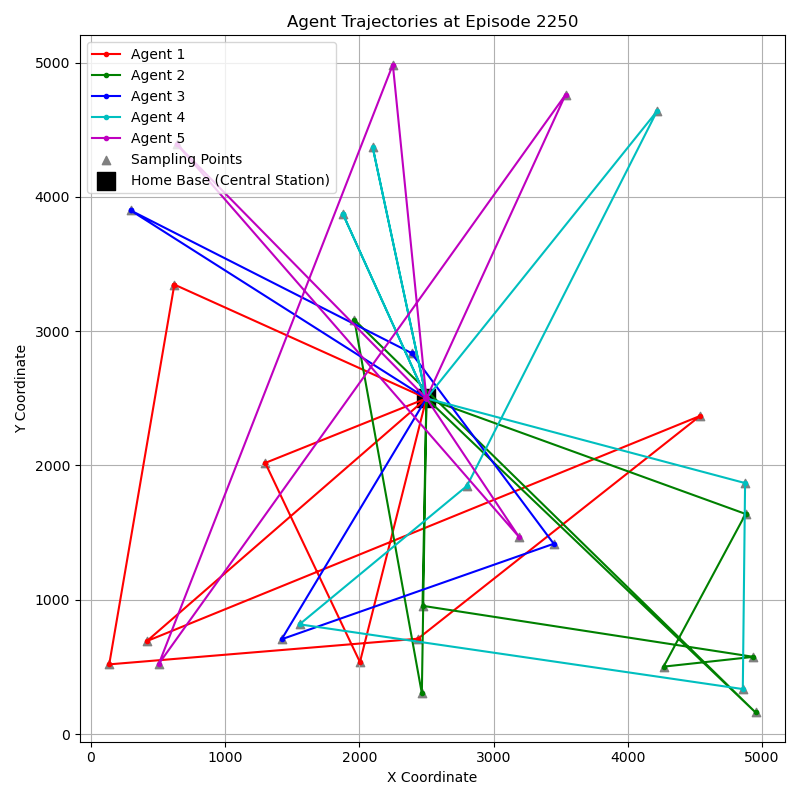 Agent Trajectories at Episode 2250
Agent 1
Agent 2
Agent 3
Agent 4
Agent 5
Sampling Points
Home Base (Central Station)
Y Coordinate
5000
4000
3000
2000
1000
0
0 1000 2000 3000 4000 5000
X Coordinate